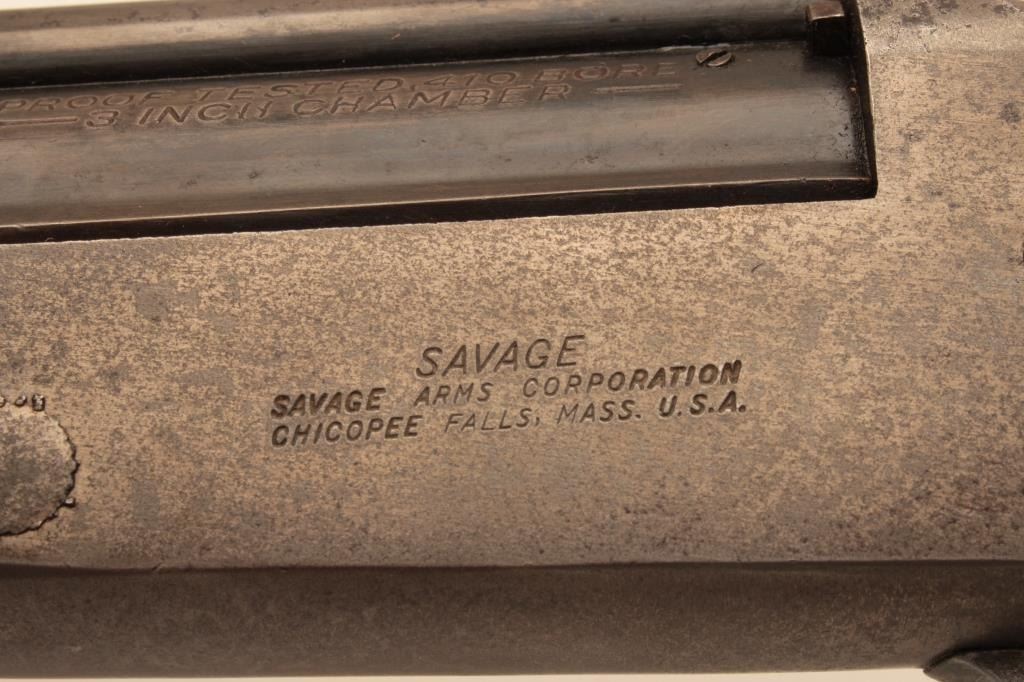 PROOF TESTED 410 BORE
3 INCH CHAMBER
SAVAGE
SAVAGE ARMS CORPORATION
CHICOPEE FALLS, MASS. U.S.A.